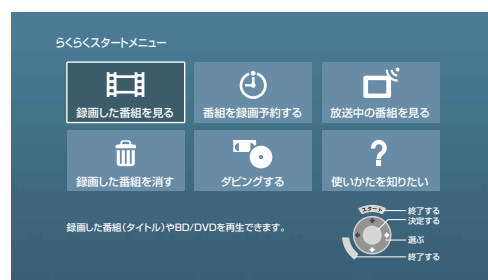 らくらくスタートメニュー
録画した番組を見る
番組を録画予約する
放送中の番組を見る
録画した番組を消す
ダビングする
使いかたを知りたい
録画した番組(タイトル)やBD/DVDを再生できます。
スタート
終了する
決定する
選ぶ
終了する